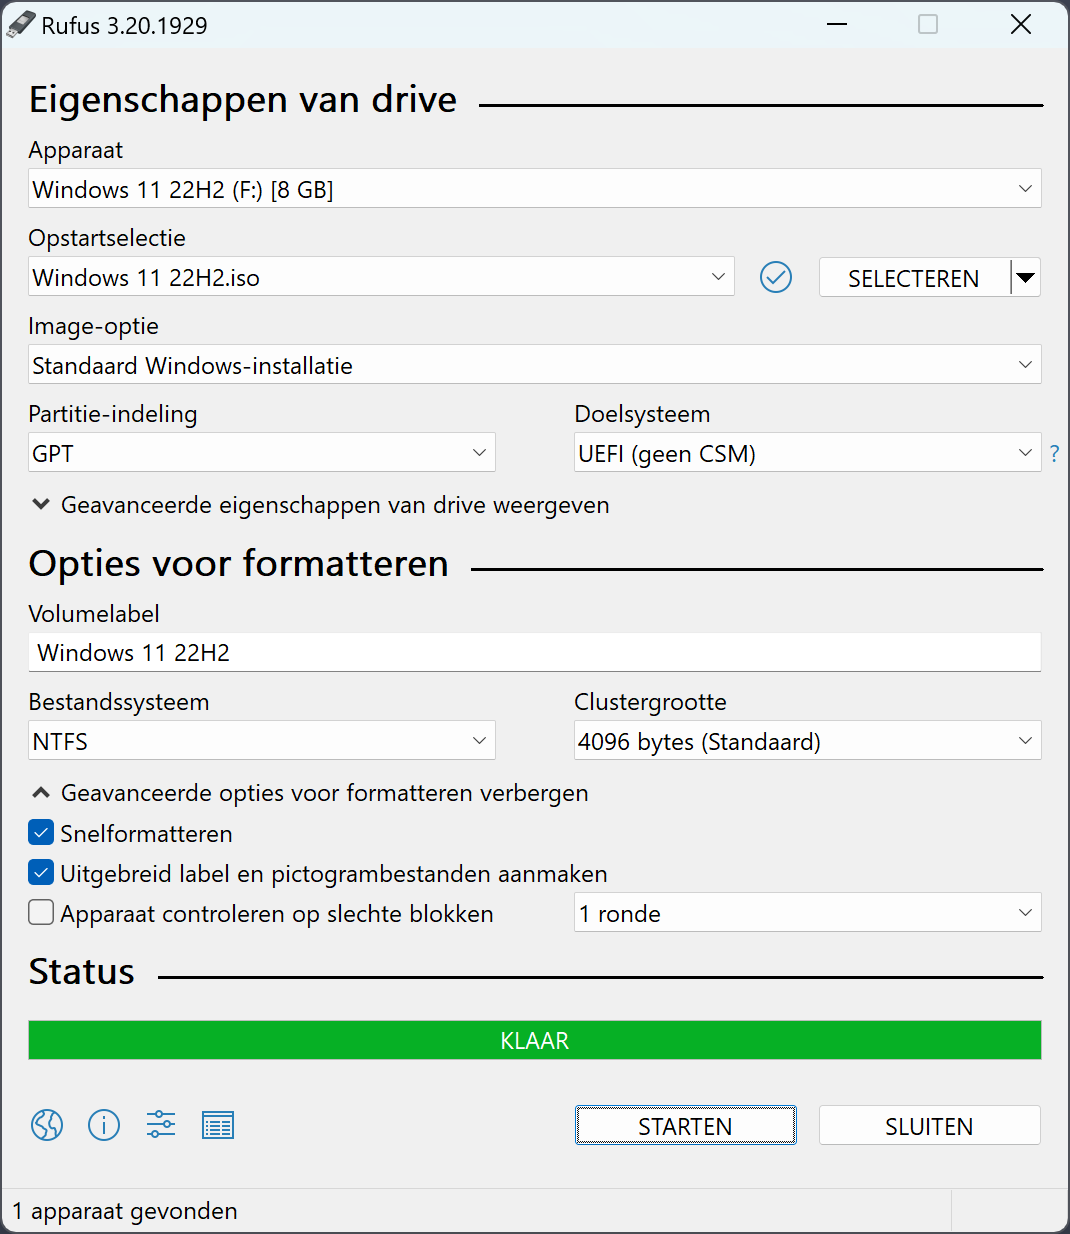 Rufus 3.20.1929
Eigenschappen van drive
Apparaat
Windows 11 22H2 (F:) [8 GB]
Opstartselectie
Windows 11 22H2.iso
SELECTEREN
Image-optie
Standaard Windows-installatie
Partitie-indeling
Doelsysteem
GPT
UEFI (geen CSM)
?
Geavanceerde eigenschappen van drive weergeven
Opties voor formatteren
Volumelabel
Windows 11 22H2
Bestandssysteem
Clustergrootte
NTFS
4096 bytes (Standaard)
Geavanceerde opties voor formatteren verbergen
Snelformatteren
Uitgebreid label en pictogrambestanden aanmaken
Apparaat controleren op slechte blokken
1 ronde
Status
KLAAR
STARTEN
SLUITEN
1 apparaat gevonden